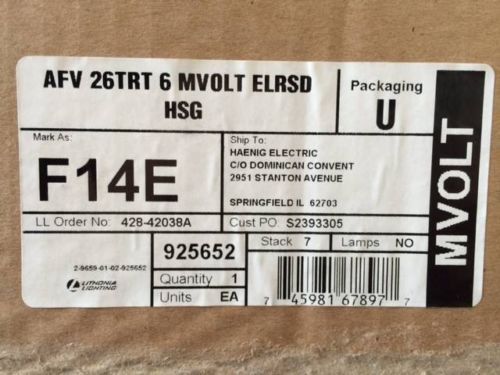 AFV 26TRT 6 MVOLT ELRSD
HSG
Packaging
U
MVOLT
Mark As:
F14E
Ship To:
HAENIG ELECTRIC
C/O DOMINICAN CONVENT
2951 STANTON AVENUE
SPRINGFIELD IL 62703
LL Order No: 428-42038A
Cust PO: S2393305
2-9659-01-02-925652
LITHONIA
LIGHTING
925652
Quantity 1
Units EA
Stack 7
Lamps NO
7 45981 67897 7